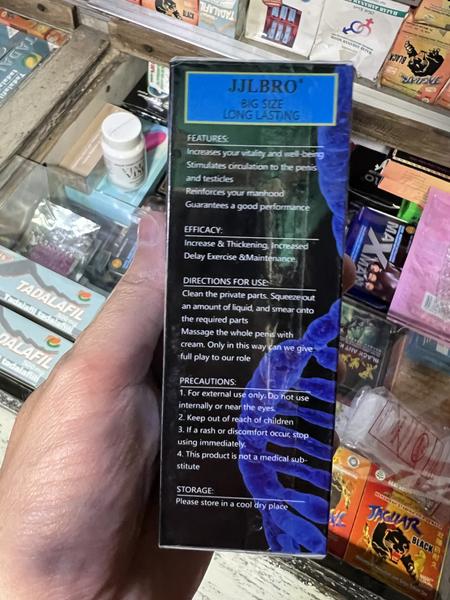 JJLBRO®
BIG SIZE
LONG LASTING
FEATURES:
Increases your vitality and well-being
Stimulates circulation to the penis
and testicles
Reinforces your manhood
Guarantees a good performance
EFFICACY:
Increase & Thickening, Increased
Delay Exercise &Maintenance.
DIRECTIONS FOR USE:
Clean the private parts. Squeeze out
an amount of liquid, and smear onto
the required parts
Massage the whole penis with
cream. Only in this way can we give
full play to our role
PRECAUTIONS:
1. For external use only. Do not use
internally or near the eyes.
2. Keep out of reach of children
3. If a rash or discomfort occur, stop
using immediately.
4. This product is not a medical sub-
stitute
STORAGE:
Please store in a cool dry place
TADALAFIL
TADALAFIL
JAGUAR
BLACK